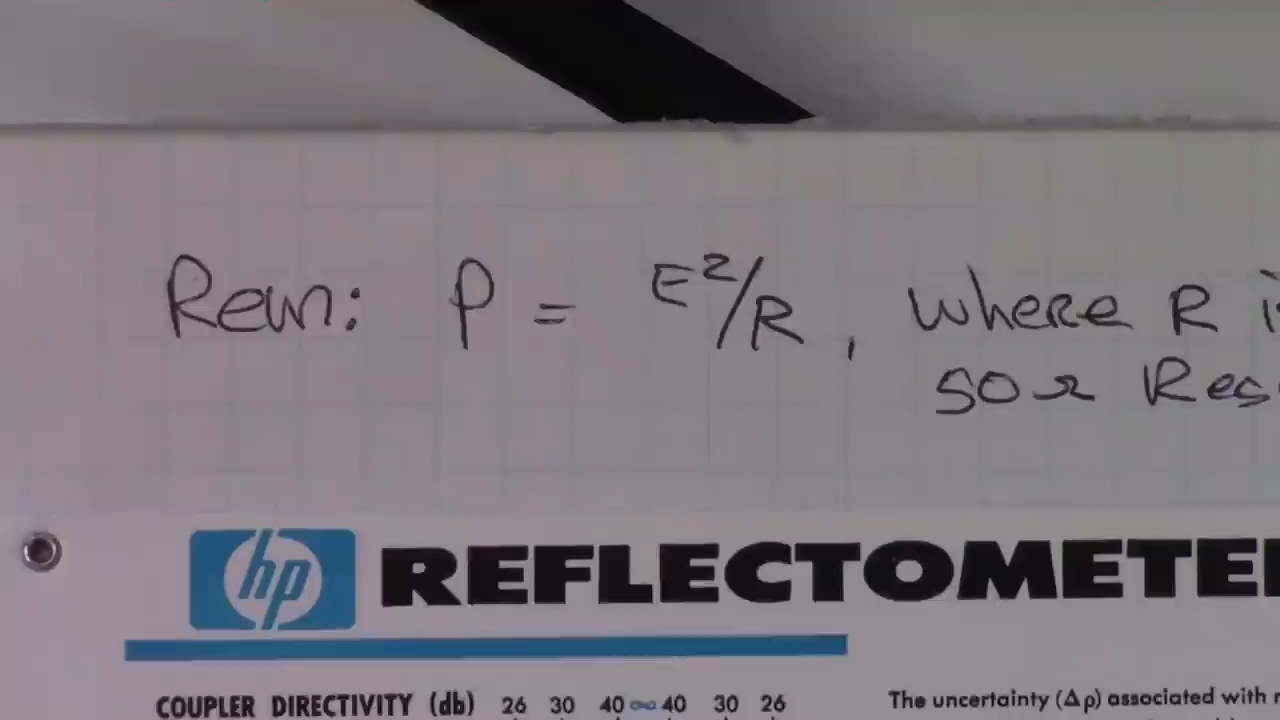 Rem: P = E²/R, where R
50Ω
hp REFLECTOMETE
COUPLER DIRECTIVITY (db) 26 30 40 ∞ 40 30 26
The uncertainty (Δρ) associated with